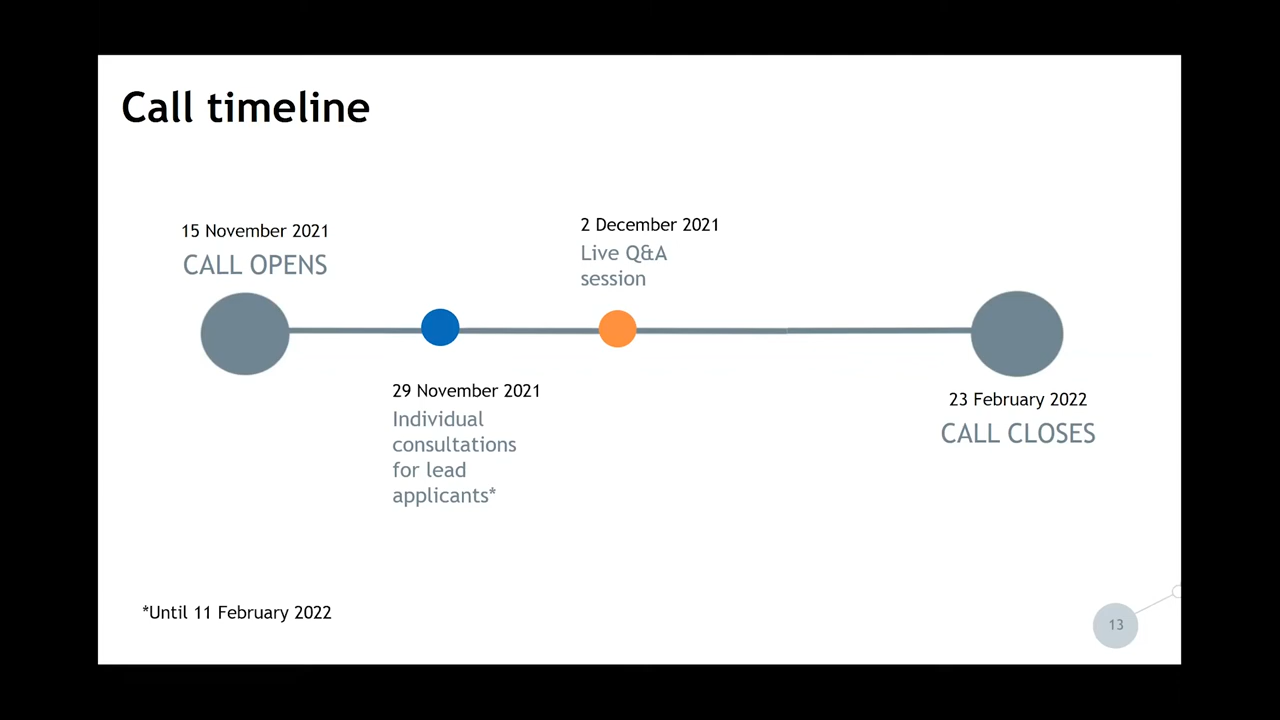 Call timeline
15 November 2021
CALL OPENS
2 December 2021
Live Q&A
session
29 November 2021
Individual
consultations
for lead
applicants*
23 February 2022
CALL CLOSES
*Until 11 February 2022
13